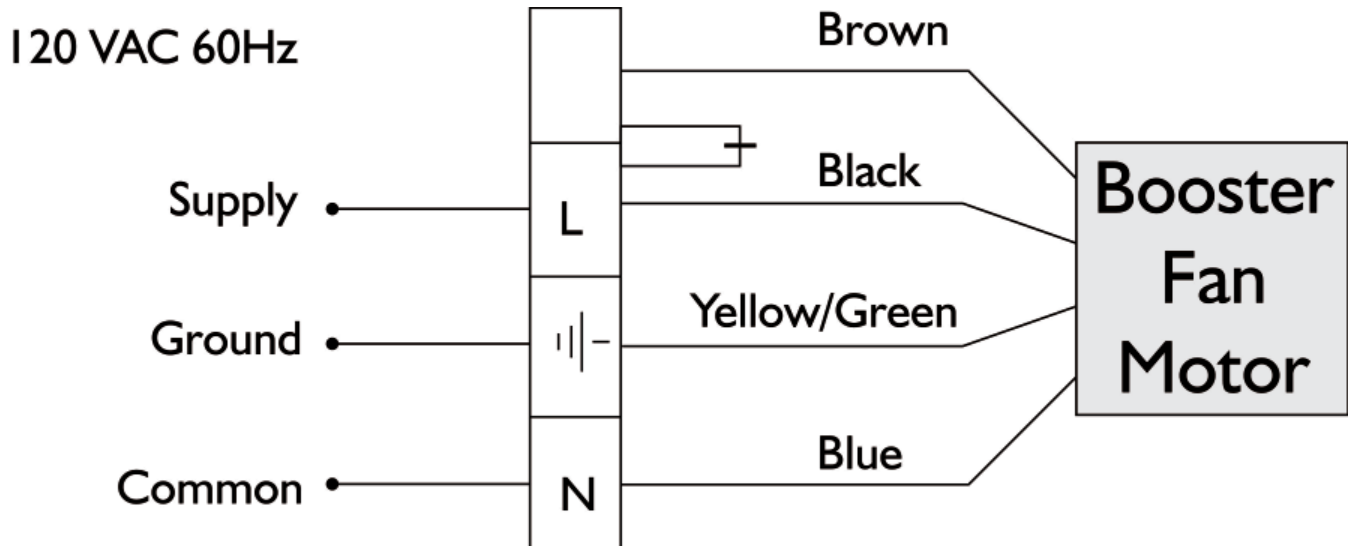 120 VAC 60Hz
Brown
Supply
L
Black
Ground
Yellow/Green
Common
N
Blue
Booster
Fan
Motor